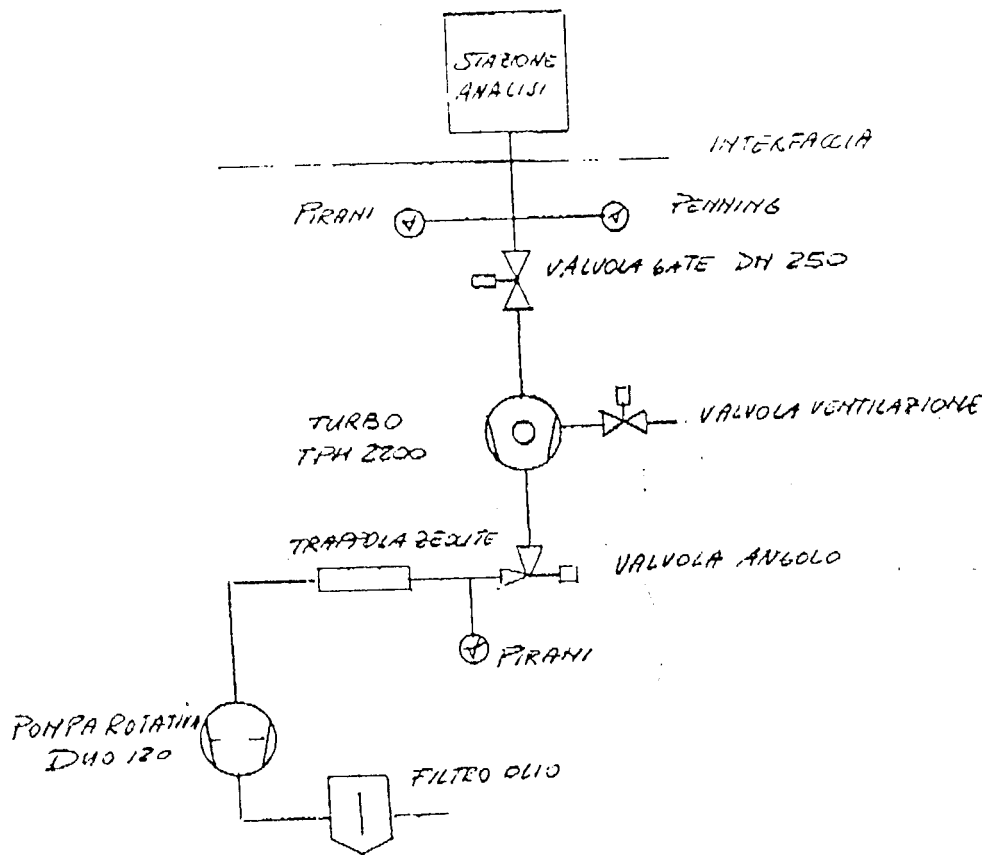 STAZIONE
ANALISI
INTERFACCIA
PIRANI
PENNING
VALVOLA GATE DN 250
TURBO
TPH 2200
VALVOLA VENTILAZIONE
TRAPPOLA ZEOLITE
VALVOLA ANGOLO
PIRANI
POMPA ROTATIVA
DUO 120
FILTRO OLIO